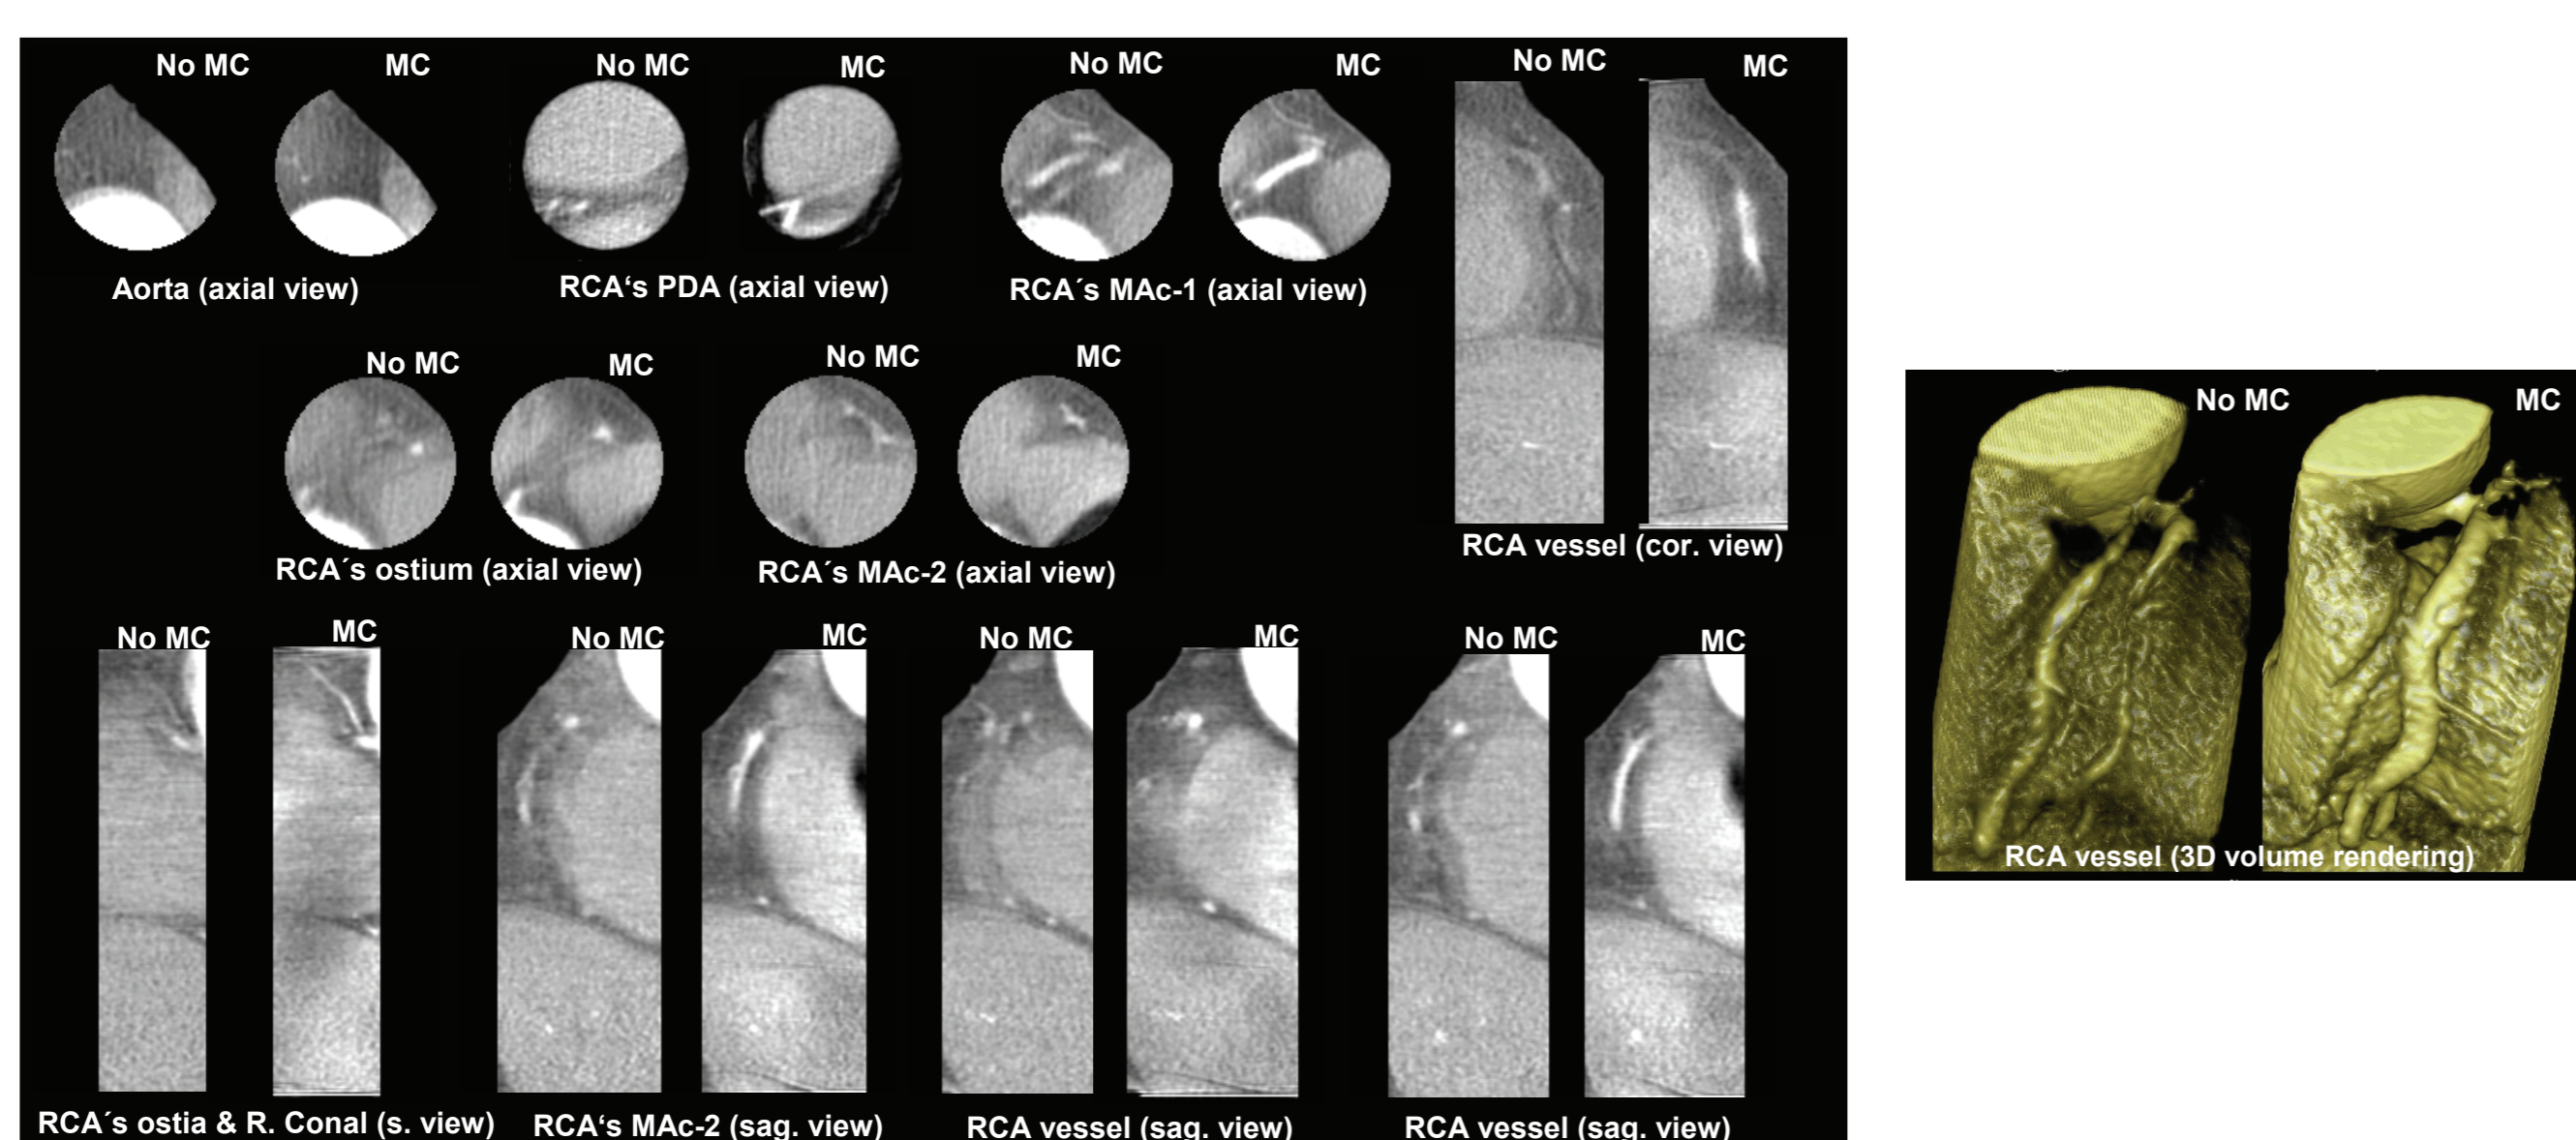 No MC MC No MC MC No MC MC No MC MC
Aorta (axial view) RCA‘s PDA (axial view) RCA´s MAc-1 (axial view)
No MC MC No MC MC
RCA´s ostium (axial view) RCA´s MAc-2 (axial view) RCA vessel (cor. view)
No MC MC No MC MC No MC MC No MC MC
RCA´s ostia & R. Conal (s. view) RCA‘s MAc-2 (sag. view) RCA vessel (sag. view) RCA vessel (sag. view)
No MC MC
RCA vessel (3D volume rendering)